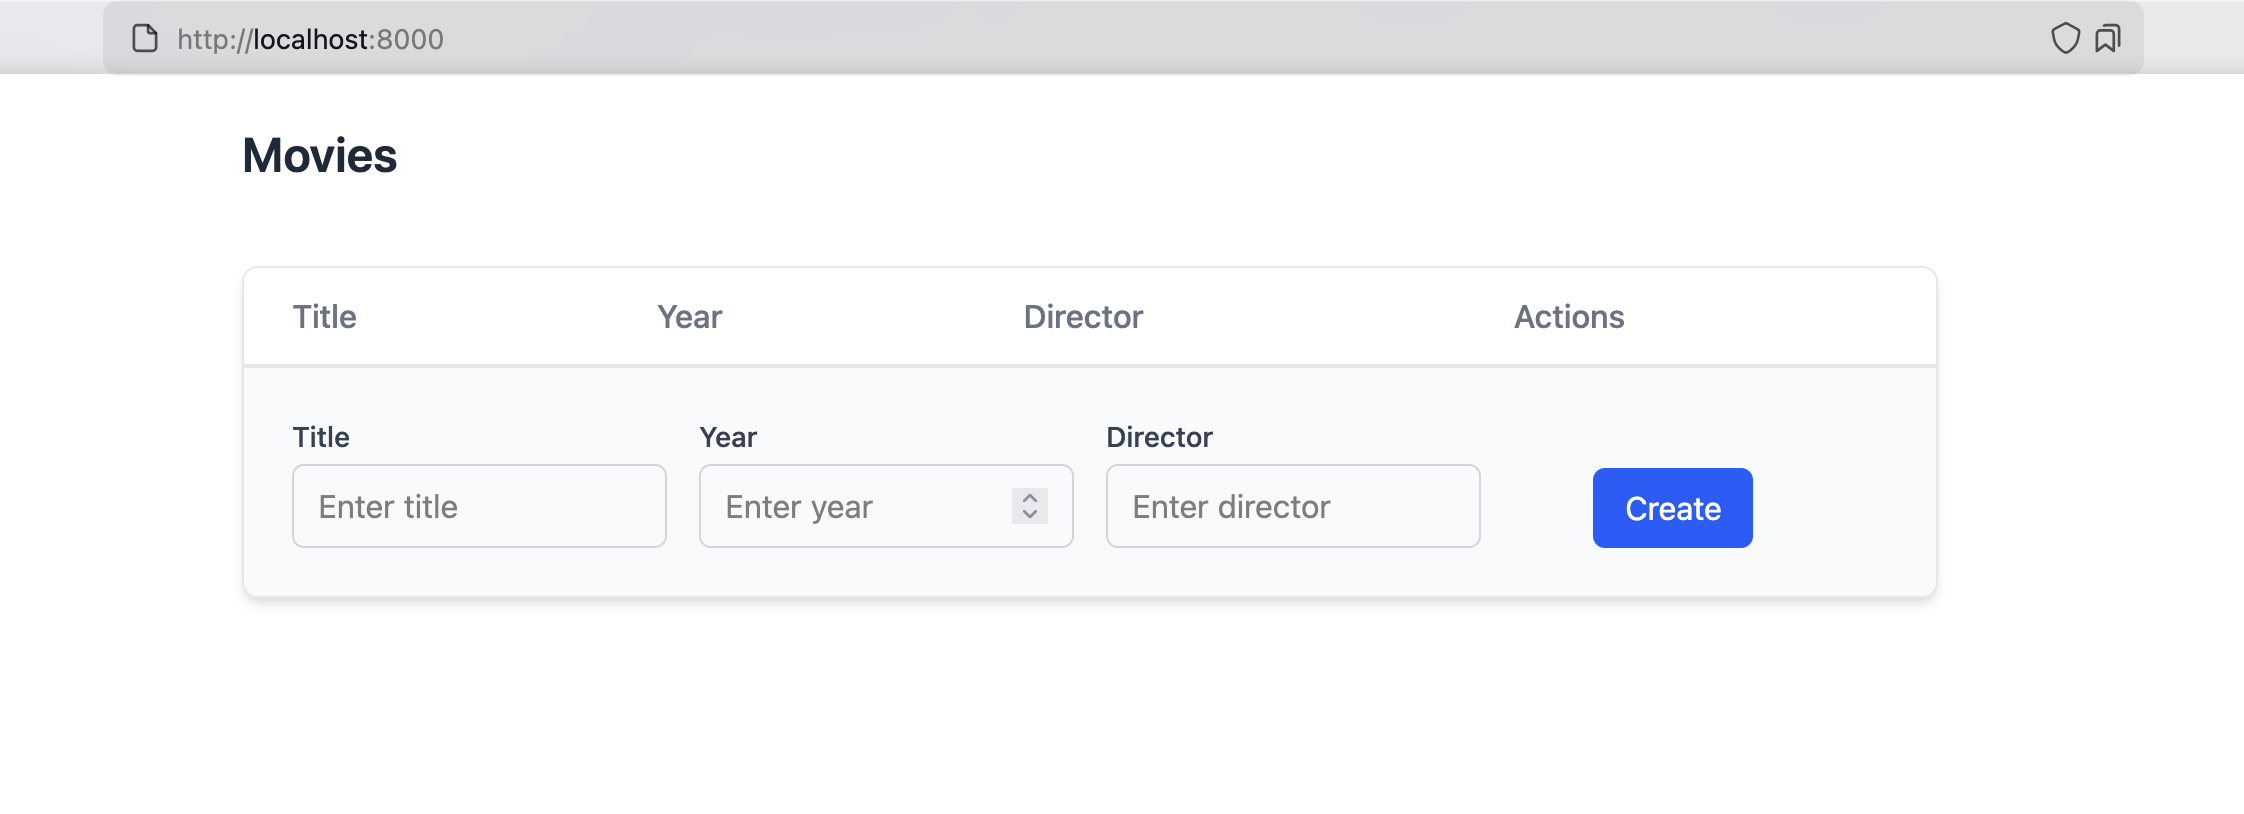 http://localhost:8000
Movies
Title Year Director Actions
Title Year Director
Enter title Enter year Enter director Create